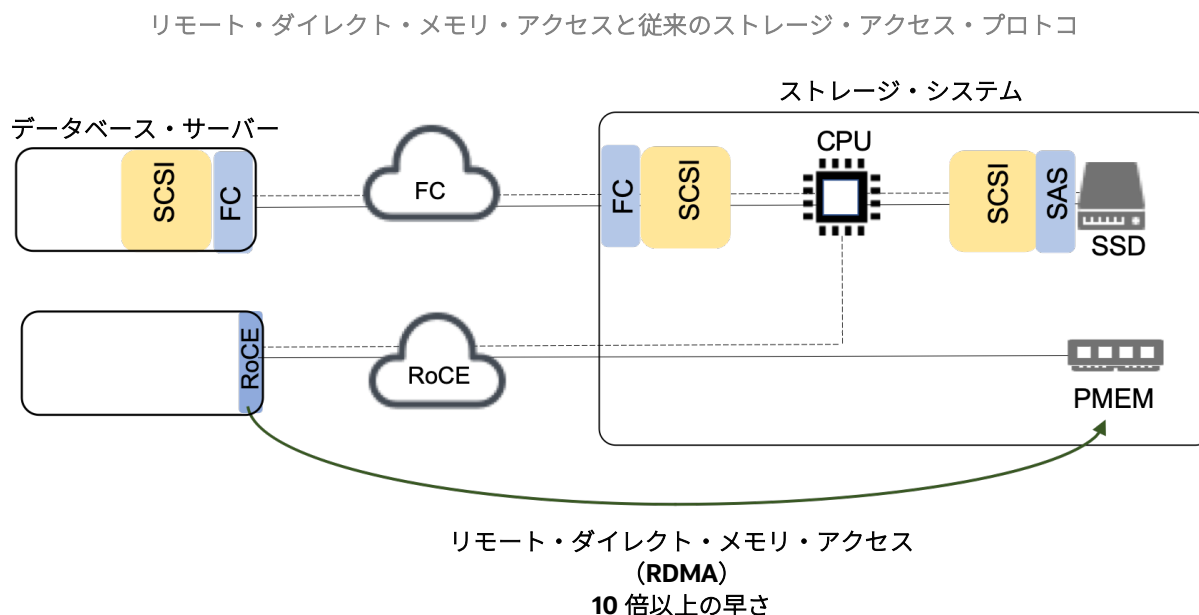 リモート・ダイレクト・メモリ・アクセスと従来のストレージ・アクセス・プロトコ
ストレージ・システム
データベース・サーバー
CPU
SCSI
FC
FC
FC
SCSI
SCSI
SAS
SSD
RoCE
RoCE
PMEM
リモート・ダイレクト・メモリ・アクセス
（RDMA）
10 倍以上の早さ